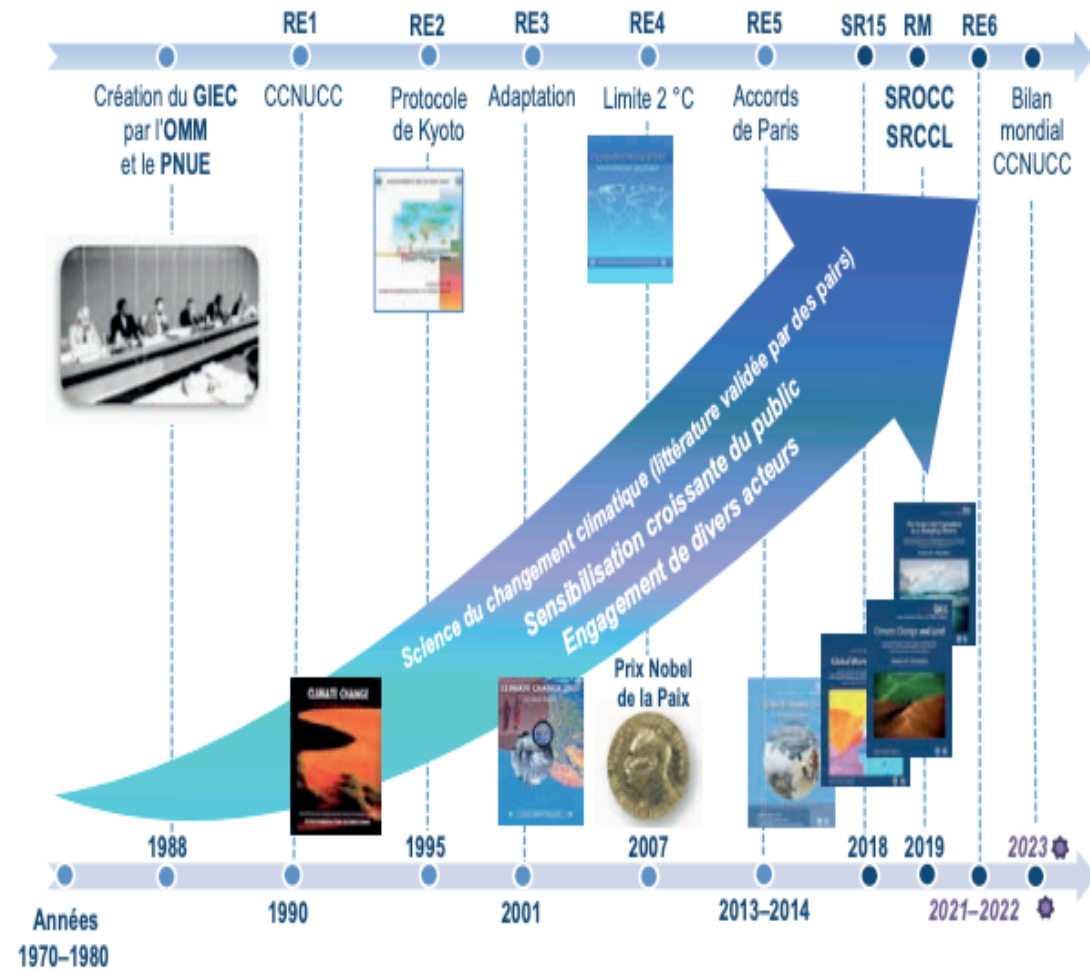 RE1
RE2
RE3
RE4
RE5
SR15
RM
RE6
Création du GIEC
par l'OMM
et le PNUE
CCNUCC
Protocole
de Kyoto
Adaptation
Limite 2 °C
Accords
de Paris
SROCC
SRCCL
Bilan
mondial
CCNUCC
Science du changement climatique (littérature validée par des pairs)
Sensibilisation croissante du public
Engagement de divers acteurs
CLIMATE CHANGE
Prix Nobel
de la Paix
Climate Change and Land
1988
1995
2007
2018
2019
2023
Années
1970–1980
1990
2001
2013–2014
2021–2022